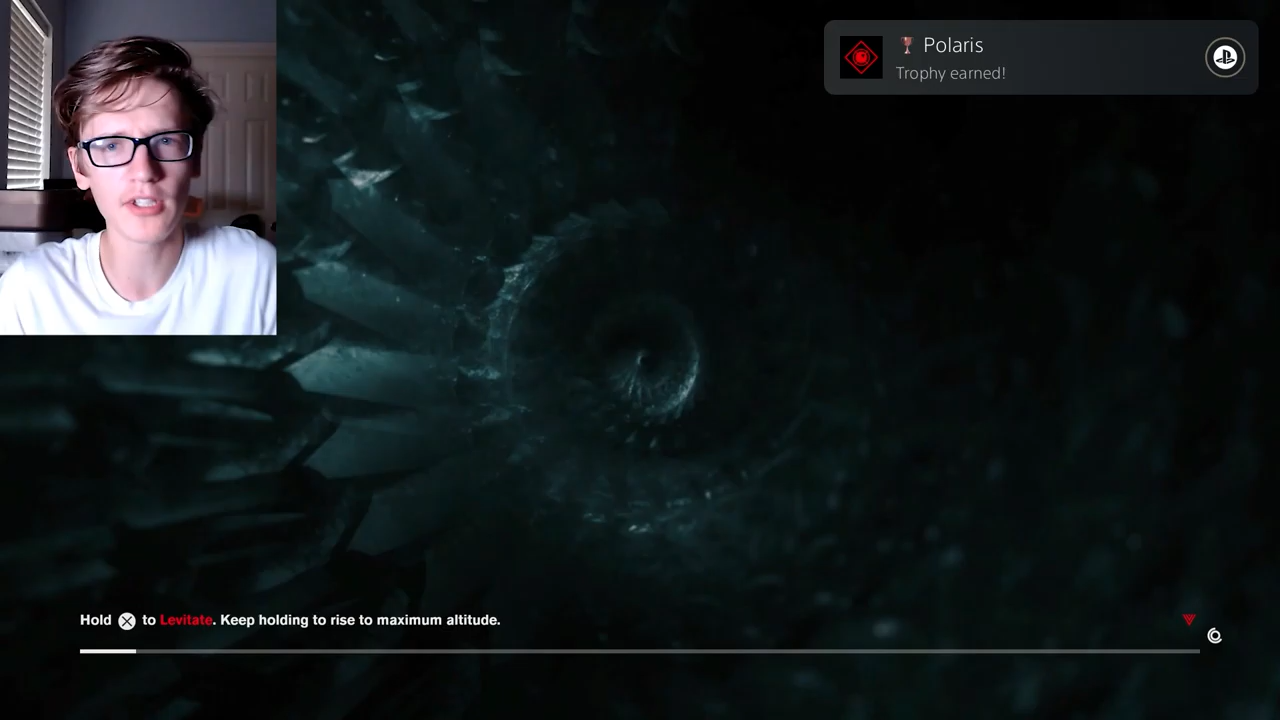 Polaris
Trophy earned!
Hold to Levitate. Keep holding to rise to maximum altitude.